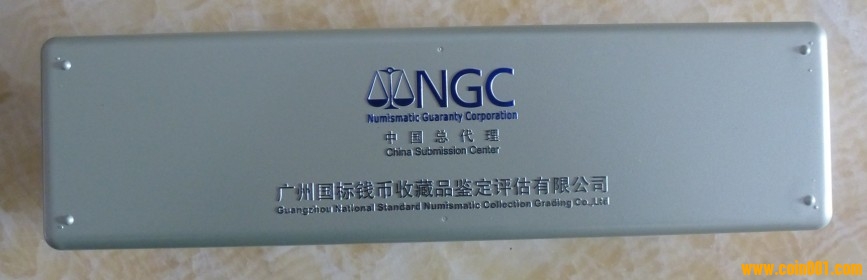 NGC
Numismatic Guaranty Corporation
中国总代理
China Submission Center
广州国标钱币收藏品鉴定评估有限公司
Guangzhou National Standard Numismatic Collection Grading Co.,Ltd
www.coin001.com